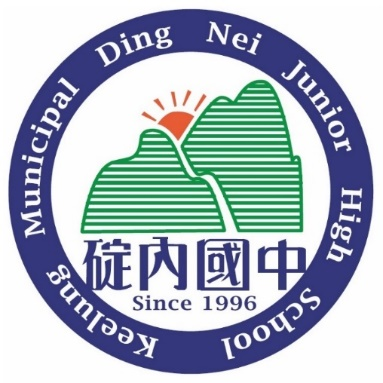 Keelung Municipal Ding Nei Junior High School
碇內國中
Since 1996